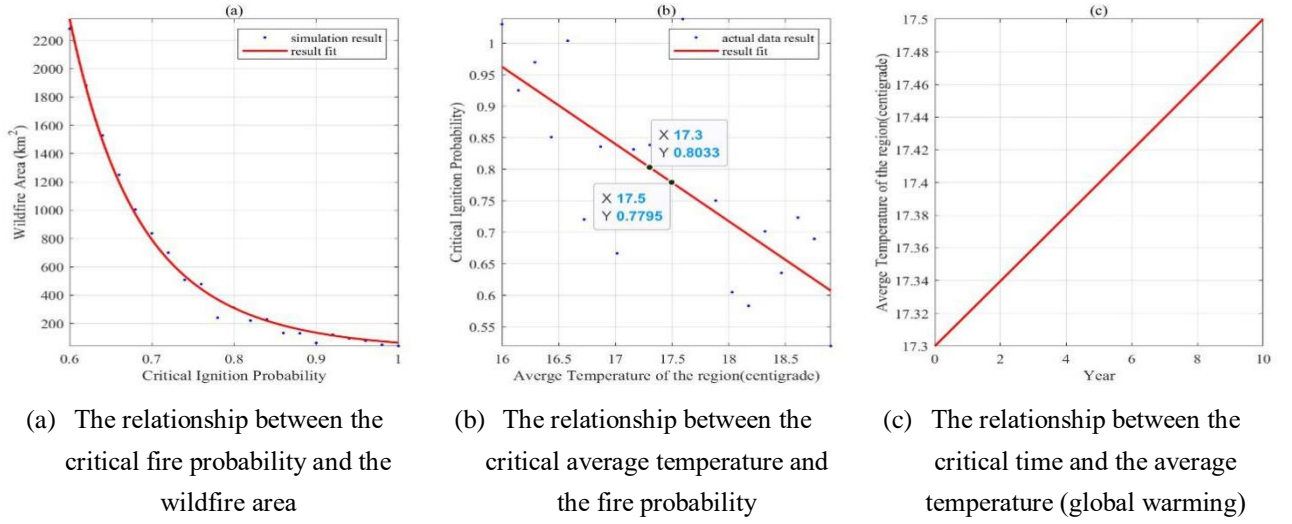 (a)
2200
2000
1800
1600
1400
1200
1000
800
600
400
200
0.6 0.7 0.8 0.9 1
Wildfire Area (km²)
Critical Ignition Probability
simulation result
result fit
(b)
1
0.95
0.9
0.85
0.8
0.75
0.7
0.65
0.6
0.55
16 16.5 17 17.5 18 18.5
Critical Ignition Probability)
Averge Temperature of the region(centigrade)
actual data result
result fit
X 17.3
Y 0.8033
X 17.5
Y 0.7795
(c)
17.5
17.48
17.46
17.44
17.42
17.4
17.38
17.36
17.34
17.32
17.3
0 2 4 6 8 10
Averge Temperature of the region(centigrade)
Year
(a) The relationship between the
critical fire probability and the
wildfire area
(b) The relationship between the
critical average temperature and
the fire probability
(c) The relationship between the
critical time and the average
temperature (global warming)